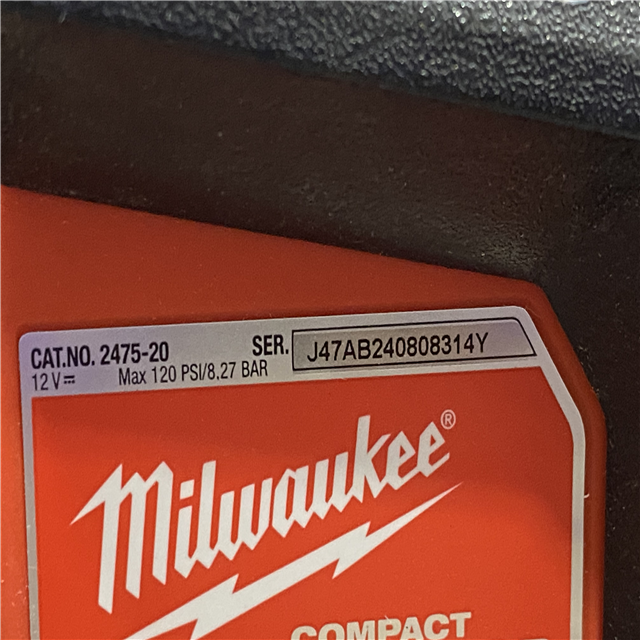 CAT.NO. 2475-20 SER. J47AB240808314Y
12 V⎓ Max 120 PSI/8,27 BAR
Milwaukee®
COMPACT